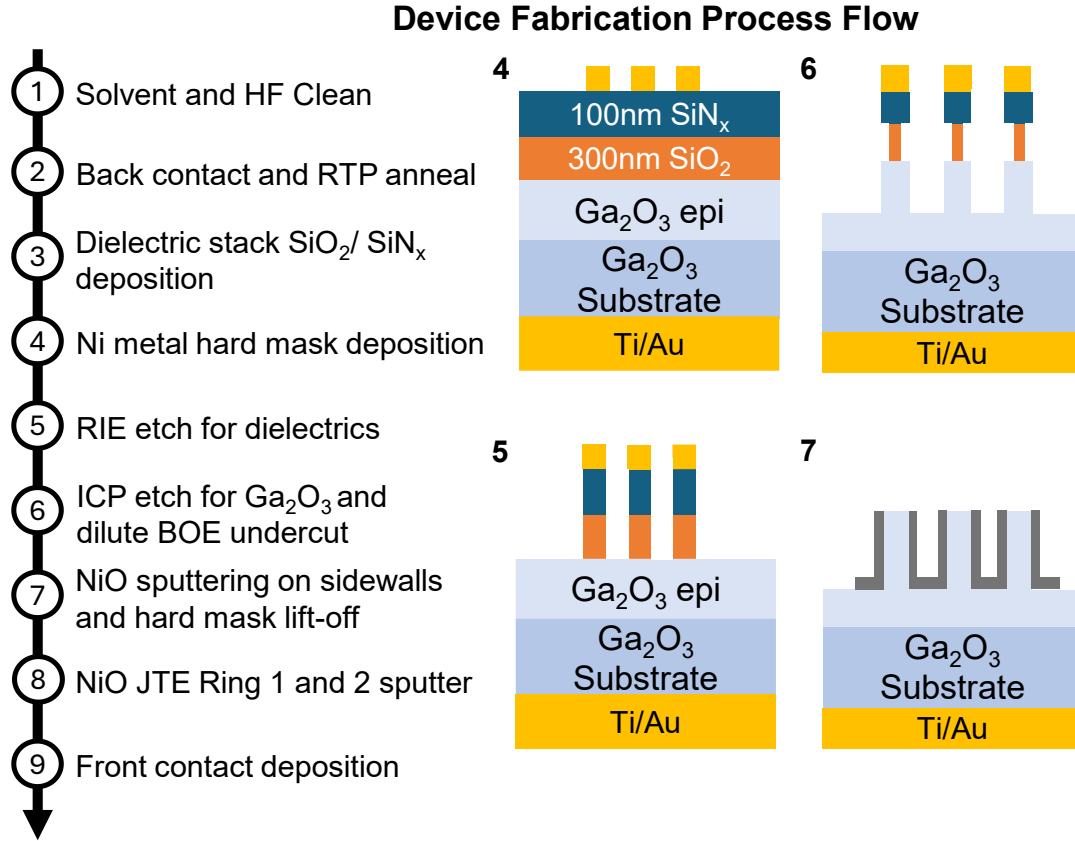 Device Fabrication Process Flow
1
Solvent and HF Clean
2
Back contact and RTP anneal
3
Dielectric stack SiO₂/ SiNₓ
deposition
4
Ni metal hard mask deposition
5
RIE etch for dielectrics
6
ICP etch for Ga₂O₃ and
dilute BOE undercut
7
NiO sputtering on sidewalls
and hard mask lift-off
8
NiO JTE Ring 1 and 2 sputter
9
Front contact deposition
4
100nm SiNₓ
300nm SiO₂
Ga₂O₃ epi
Ga₂O₃
Substrate
Ti/Au
6
Ga₂O₃
Substrate
Ti/Au
5
Ga₂O₃ epi
Ga₂O₃
Substrate
Ti/Au
7
Ga₂O₃
Substrate
Ti/Au